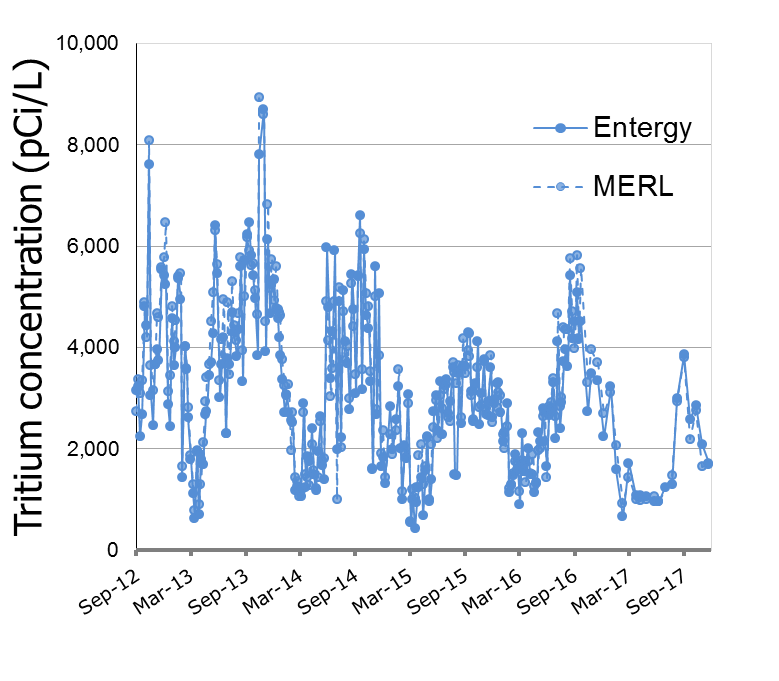 Tritium concentration (pCi/L)
10,000
8,000
6,000
4,000
2,000
0
Entergy
MERL
Sep-12
Mar-13
Sep-13
Mar-14
Sep-14
Mar-15
Sep-15
Mar-16
Sep-16
Mar-17
Sep-17